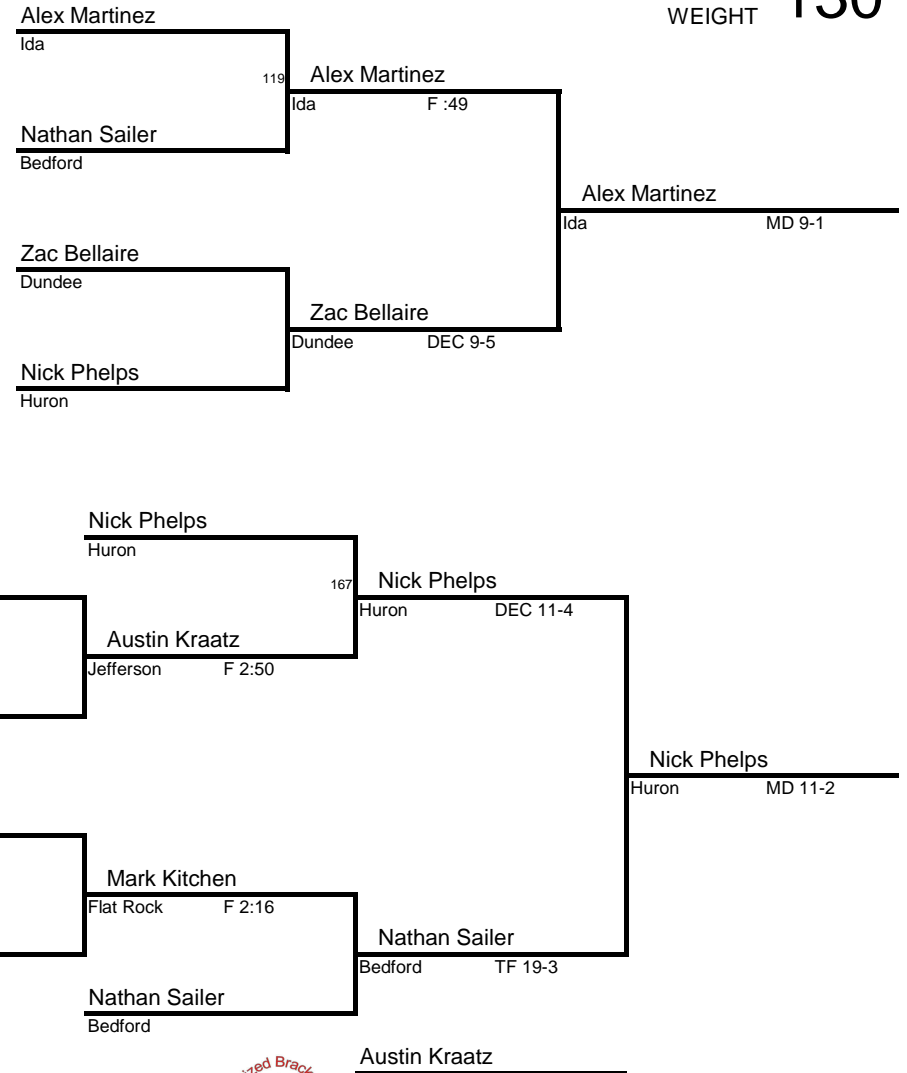 WEIGHT 130
Alex Martinez
Ida
119 Alex Martinez
Ida F :49
Nathan Sailer
Bedford
Alex Martinez
Ida MD 9-1
Zac Bellaire
Dundee
Zac Bellaire
Dundee DEC 9-5
Nick Phelps
Huron
Nick Phelps
Huron
167 Nick Phelps
Huron DEC 11-4
Austin Kraatz
Jefferson F 2:50
Nick Phelps
Huron MD 11-2
Mark Kitchen
Flat Rock F 2:16
Nathan Sailer
Bedford TF 19-3
Nathan Sailer
Bedford
Austin Kraatz